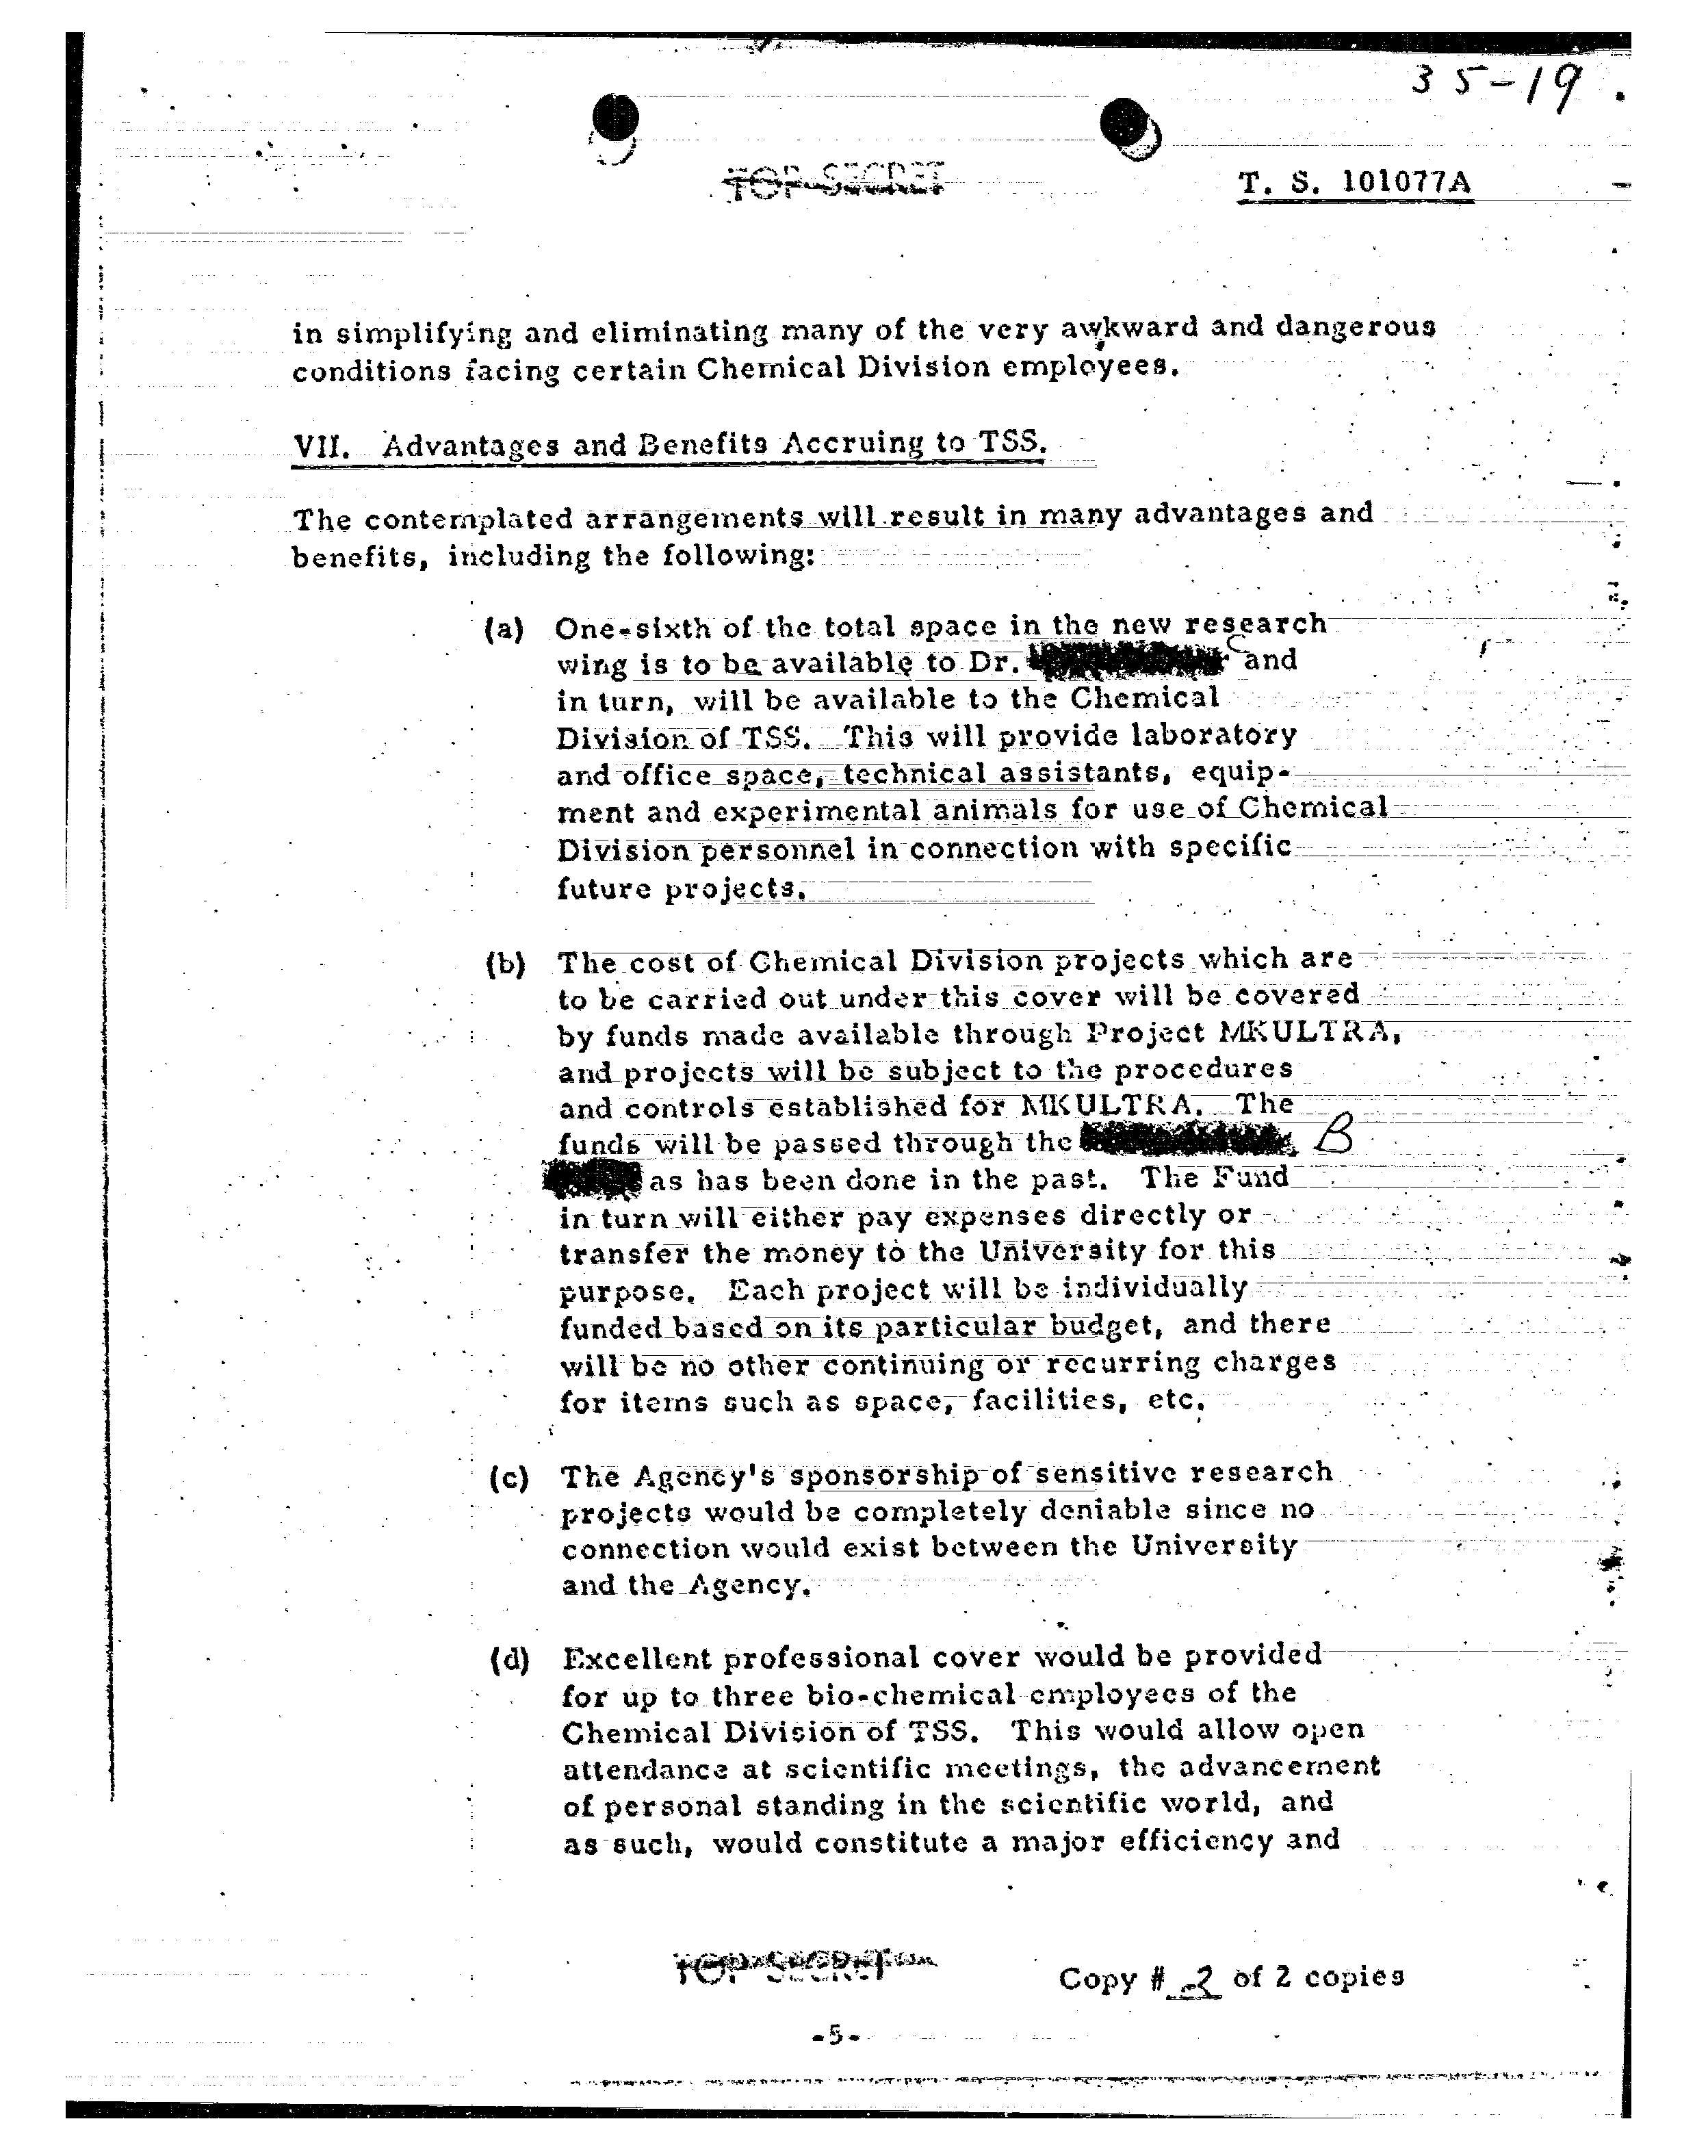 35-19
TOP SECRET
T. S. 101077A
in simplifying and eliminating many of the very awkward and dangerous
conditions facing certain Chemical Division employees.
VII. Advantages and Benefits Accruing to TSS.
The contemplated arrangements will result in many advantages and
benefits, including the following:
(a) One-sixth of the total space in the new research
wing is to be available to Dr. C and
in turn, will be available to the Chemical
Division of TSS. This will provide laboratory
and office space, technical assistants, equip-
ment and experimental animals for use of Chemical
Division personnel in connection with specific
future projects.
(b) The cost of Chemical Division projects which are
to be carried out under this cover will be covered
by funds made available through Project MKULTRA,
and projects will be subject to the procedures
and controls established for MKULTRA. The
funds will be passed through the B
as has been done in the past. The Fund
in turn will either pay expenses directly or
transfer the money to the University for this
purpose. Each project will be individually
funded based on its particular budget, and there
will be no other continuing or recurring charges
for items such as space, facilities, etc.
(c) The Agency's sponsorship of sensitive research
projects would be completely deniable since no
connection would exist between the University
and the Agency.
(d) Excellent professional cover would be provided
for up to three bio-chemical employees of the
Chemical Division of TSS. This would allow open
attendance at scientific meetings, the advancement
of personal standing in the scientific world, and
as such, would constitute a major efficiency and
TOP SECRET
Copy # 2 of 2 copies
-5-